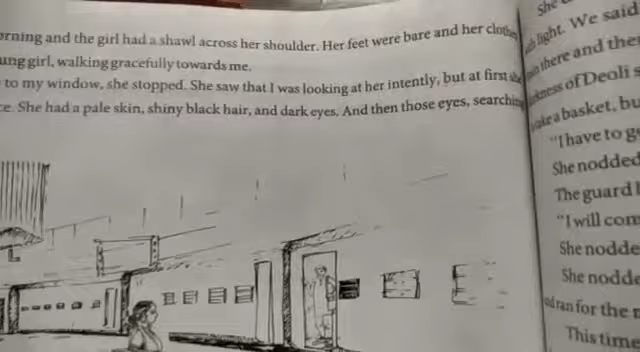 orning and the girl had a shawl across her shoulder. Her feet were bare and her clothes
ung girl, walking gracefully towards me.
to my window, she stopped. She saw that I was looking at her intently, but at first she
ce. She had a pale skin, shiny black hair, and dark eyes. And then those eyes, searching
She
light. We said
there and then
of Deoli s
a basket, bu
"I have to g
She nodded
The guard l
"I will com
She nodde
She nodde
ran for the
This time